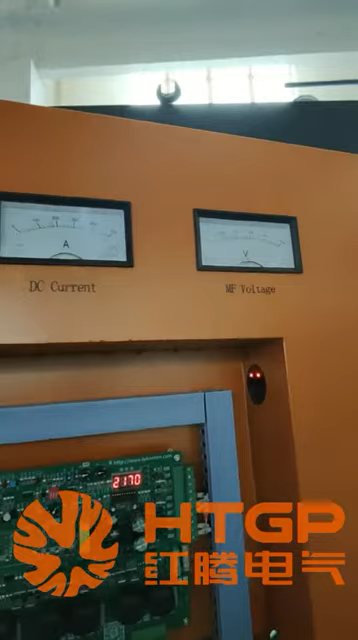 A
V
DC Current
MF Voltage
2170
HTGP
红腾电气